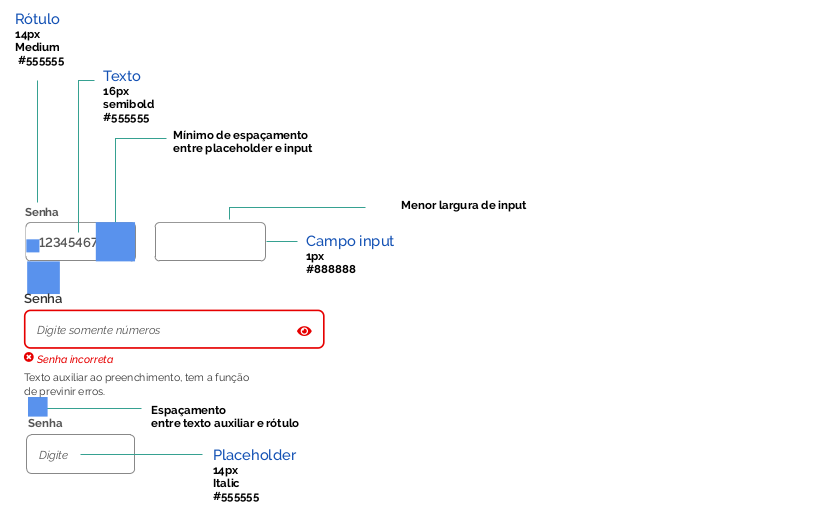 Rótulo
14px
Medium
#555555
Texto
16px
semibold
#555555
Mínimo de espaçamento
entre placeholder e input
Menor largura de input
Senha
12345467
Campo input
1px
#888888
Senha
Digite somente números
Senha incorreta
Texto auxiliar ao preenchimento, tem a função
de previnir erros.
Espaçamento
entre texto auxiliar e rótulo
Senha
Digite
Placeholder
14px
Italic
#555555